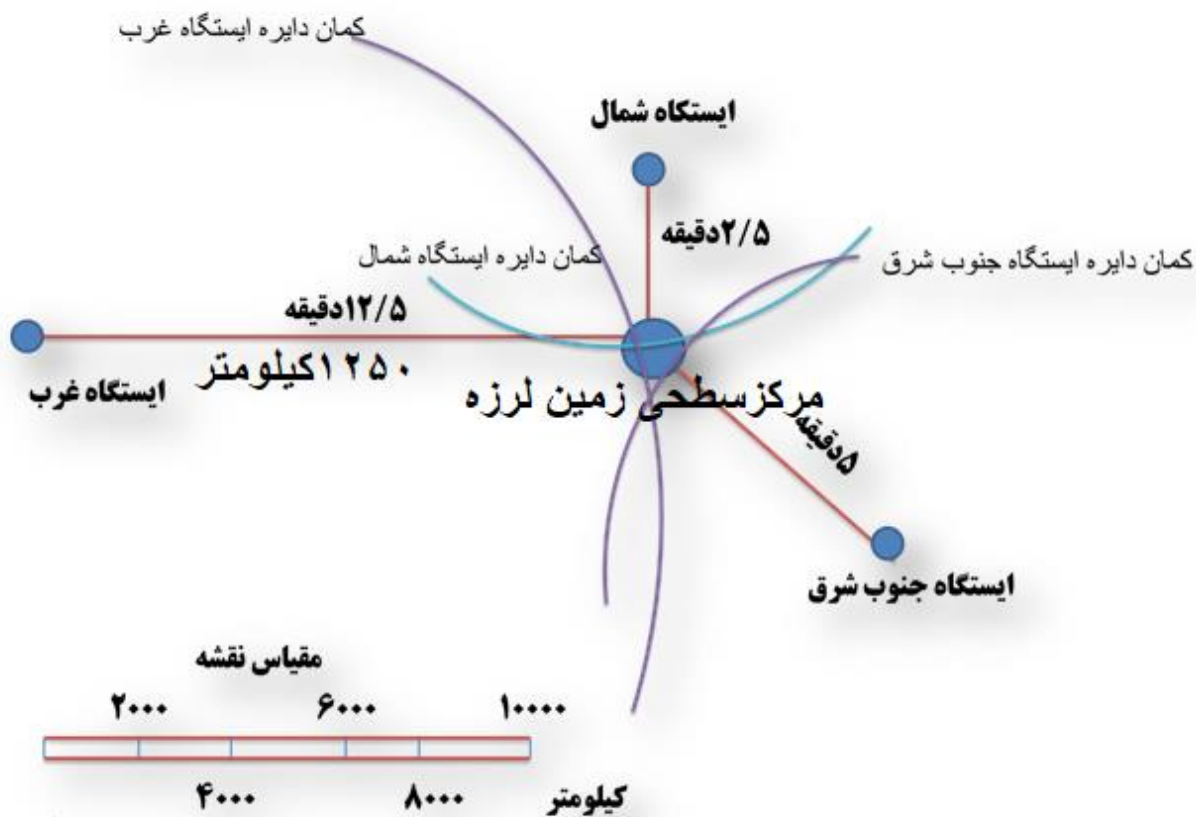 کمان دایره ایستگاه غرب
ایستکاه شمال
۲/۵دقیقه
کمان دایره ایستگاه شمال
کمان دایره ایستگاه جنوب شرق
۱۲/۵دقیقه
۱۲۵۰کیلومتر
ایستگاه غرب
مرکزسطحی زمین لرزه
۵دقیقه
ایستگاه جنوب شرق
مقیاس نقشه
۲۰۰۰ ۶۰۰۰ ۱۰۰۰۰
۴۰۰۰ ۸۰۰۰ کیلومتر